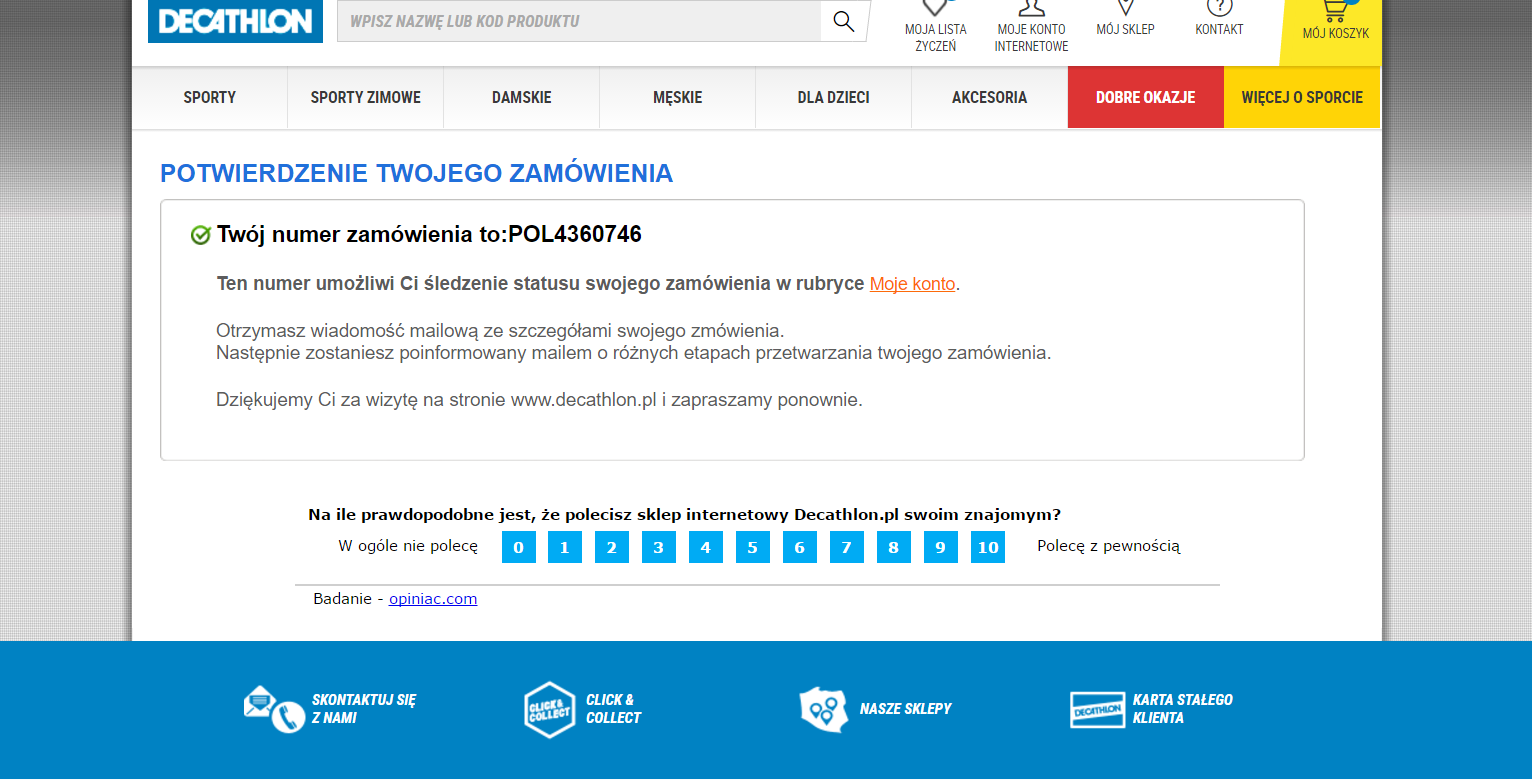 DECATHLON
WPISZ NAZWĘ LUB KOD PRODUKTU
MOJA LISTA
ŻYCZEŃ
MOJE KONTO
INTERNETOWE
MÓJ SKLEP
KONTAKT
MÓJ KOSZYK
SPORTY
SPORTY ZIMOWE
DAMSKIE
MĘSKIE
DLA DZIECI
AKCESORIA
DOBRE OKAZJE
WIĘCEJ O SPORCIE
POTWIERDZENIE TWOJEGO ZAMÓWIENIA
Twój numer zamówienia to:POL4360746
Ten numer umożliwi Ci śledzenie statusu swojego zamówienia w rubryce Moje konto.
Otrzymasz wiadomość mailową ze szczegółami swojego zmówienia.
Następnie zostaniesz poinformowany mailem o różnych etapach przetwarzania twojego zamówienia.
Dziękujemy Ci za wizytę na stronie www.decathlon.pl i zapraszamy ponownie.
Na ile prawdopodobne jest, że polecisz sklep internetowy Decathlon.pl swoim znajomym?
W ogóle nie polecę 0 1 2 3 4 5 6 7 8 9 10 Polecę z pewnością
Badanie - opiniac.com
SKONTAKTUJ SIĘ
Z NAMI
CLICK &
COLLECT
CLICK &
COLLECT
NASZE SKLEPY
DECATHLON
KARTA STAŁEGO
KLIENTA